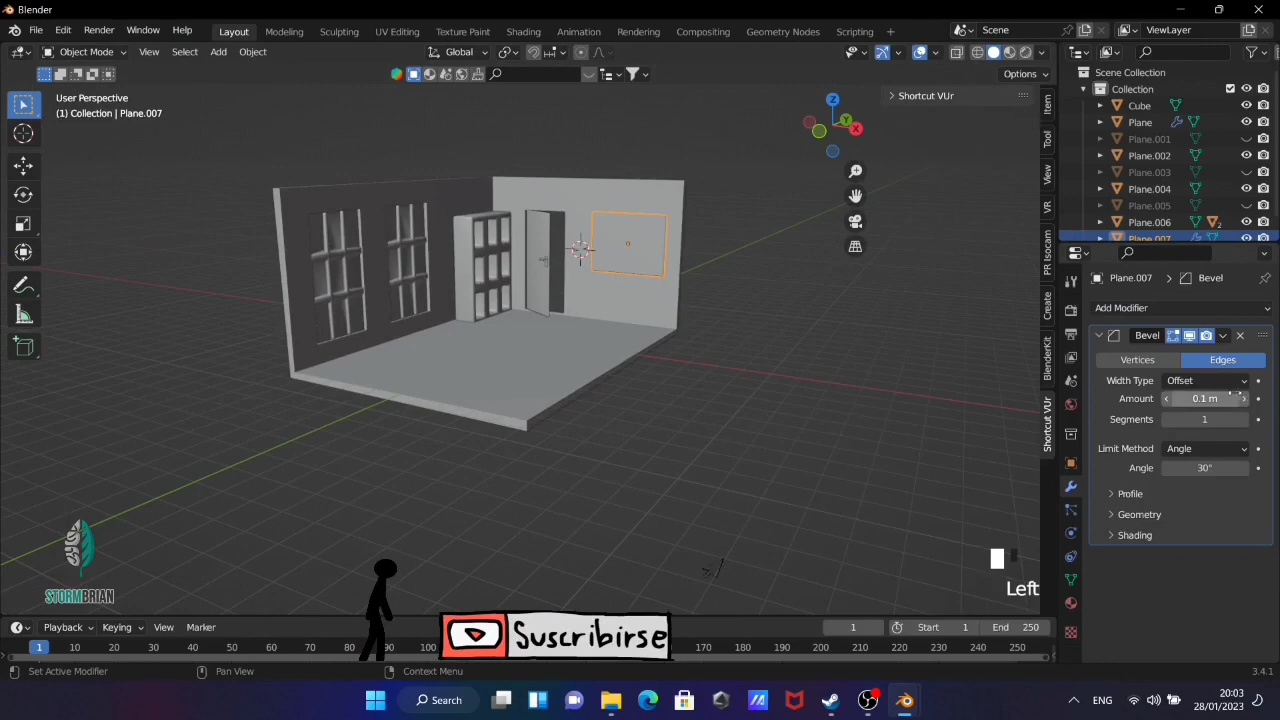 Blender
File Edit Render Window Help Layout Modeling Sculpting UV Editing Texture Paint Shading Animation Rendering Compositing Geometry Nodes Scripting + Scene ViewLayer
Object Mode View Select Add Object Global
Options
User Perspective
(1) Collection | Plane.007
Shortcut VUr
Z
Y
X
Item
Tool
View
VR
PR Isocam
Create
BlenderKit
Shortcut VUr
Scene Collection
Collection
Cube
Plane
Plane.001
Plane.002
Plane.003
Plane.004
Plane.005
Plane.006 2
Plane.007
Plane.007 > Bevel
Add Modifier
Bevel
Vertices Edges
Width Type Offset
Amount 0.1 m
Segments 1
Limit Method Angle
Angle 30°
Profile
Geometry
Shading
STORMBRIAN
Left
Suscribirse
Playback Keying View Marker 1 Start 1 End 250
1 10 20 30 40 50 60 70 80 90 100 170 180 190 200 210 220 230 240 250
Set Active Modifier Pan View Context Menu 3.4.1
Search ENG 20:03
28/01/2023